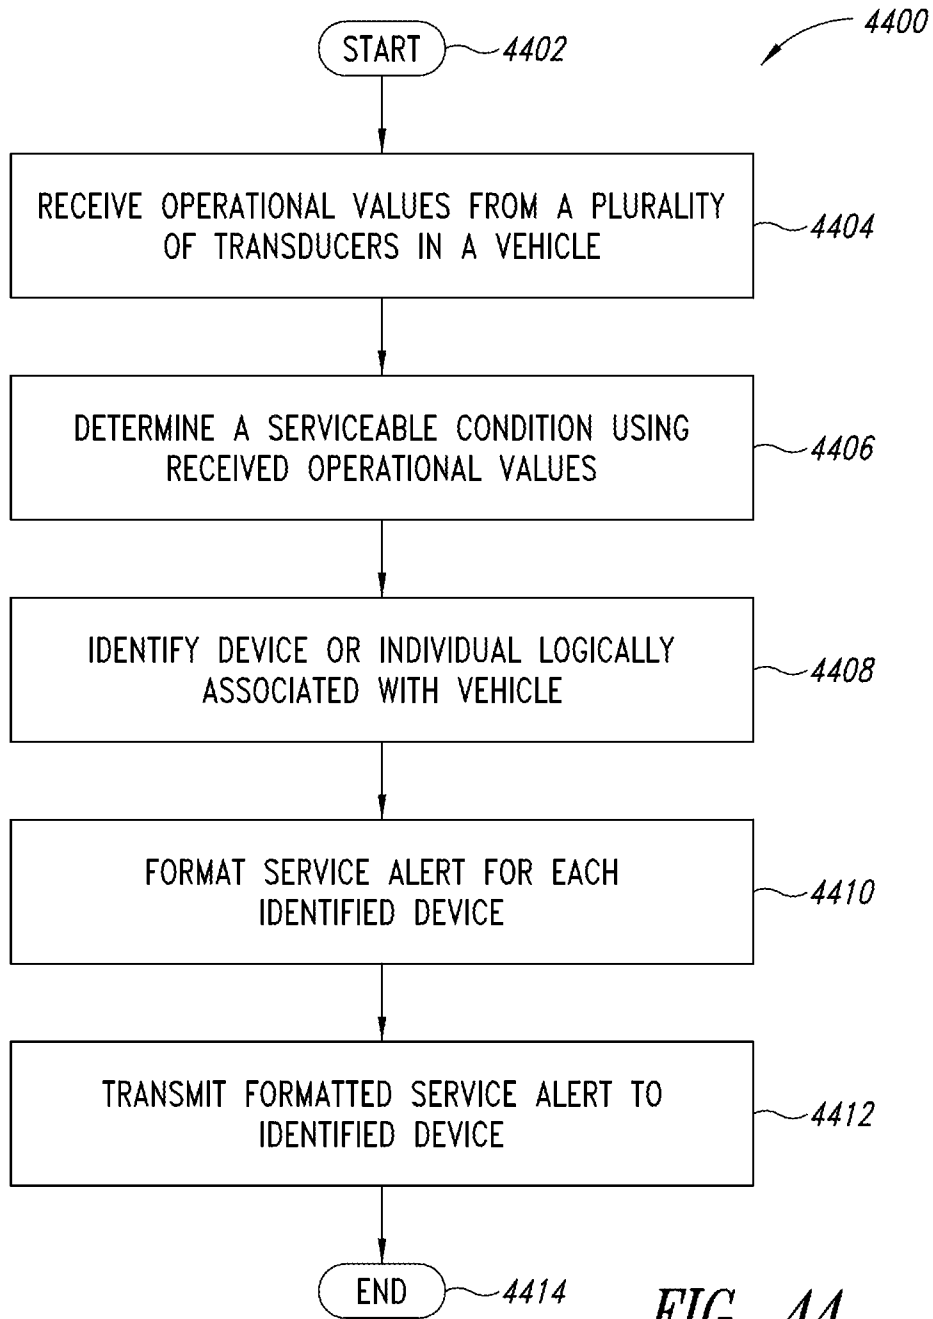 4400
START 4402
RECEIVE OPERATIONAL VALUES FROM A PLURALITY
OF TRANSDUCERS IN A VEHICLE
4404
DETERMINE A SERVICEABLE CONDITION USING
RECEIVED OPERATIONAL VALUES
4406
IDENTIFY DEVICE OR INDIVIDUAL LOGICALLY
ASSOCIATED WITH VEHICLE
4408
FORMAT SERVICE ALERT FOR EACH
IDENTIFIED DEVICE
4410
TRANSMIT FORMATTED SERVICE ALERT TO
IDENTIFIED DEVICE
4412
END 4414
FIG. 44